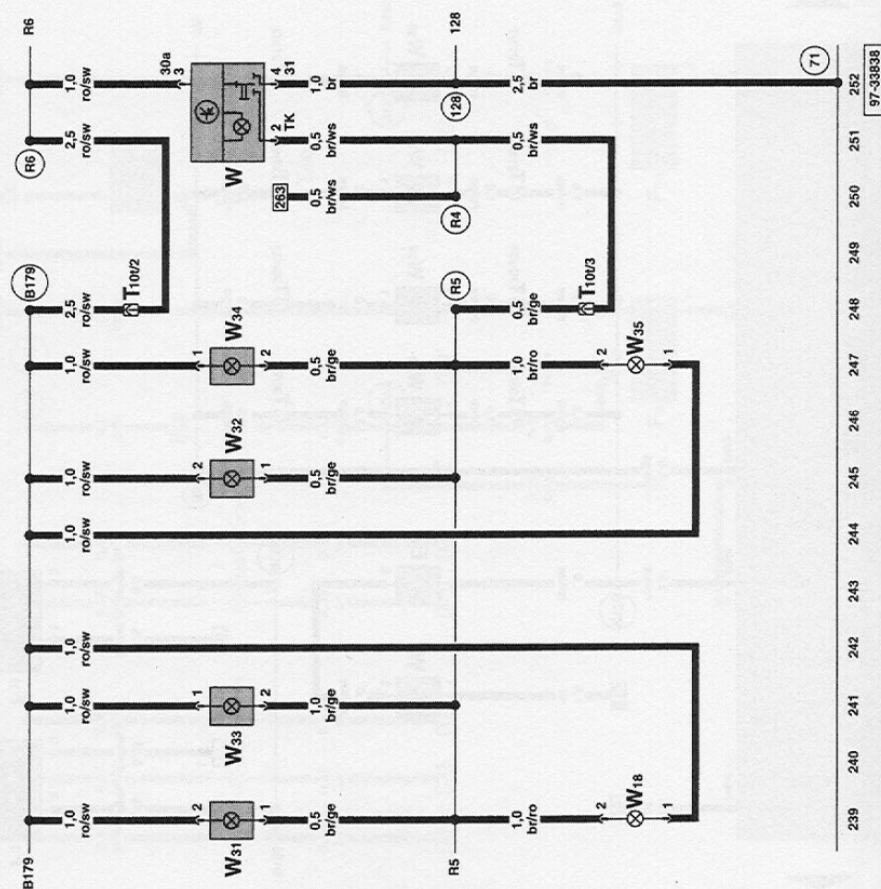 B179
R5
1,0
ro/sw
2
W31
1
0,5
br/ge
1,0
br/ro
2
W18
1
239
240
1,0
ro/sw
1
W33
2
1,0
br/ge
241
1,0
ro/sw
242
243
1,0
ro/sw
244
1,0
ro/sw
2
W32
1
0,5
br/ge
245
246
1,0
ro/sw
1
W34
2
0,5
br/ge
1,0
br/ro
2
W35
1
247
B179
2,5
ro/sw
T10t/2
R5
0,5
br/ge
T10t/3
248
249
263
0,5
br/ws
R4
250
R6
2,5
ro/sw
W
2
TK
0,5
br/ws
0,5
br/ws
251
R6
1,0
ro/sw
30a
3
4
31
1,0
br
128
128
2,5
br
71
252
97-33838